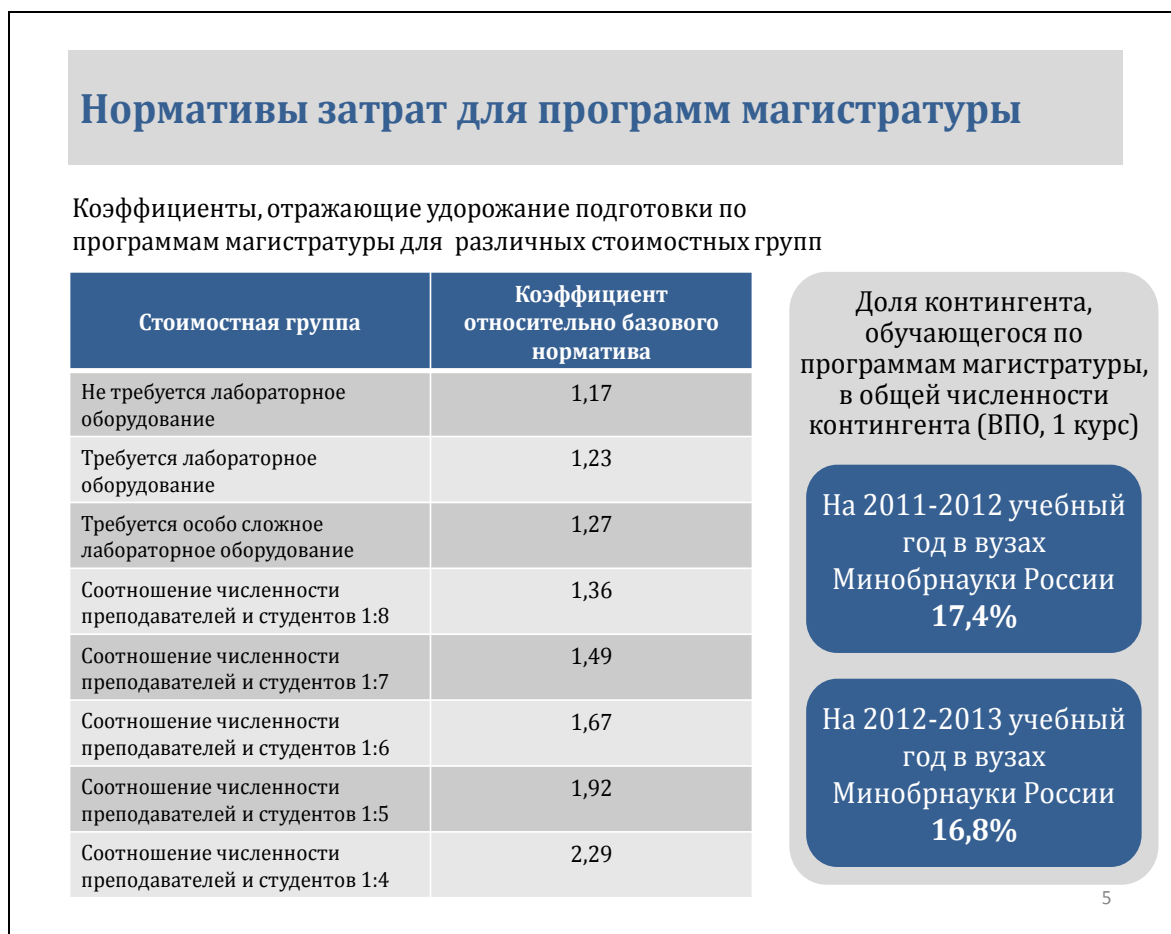 Нормативы затрат для программ магистратуры
Коэффициенты, отражающие удорожание подготовки по
программам магистратуры для различных стоимостных групп
Стоимостная группа
Коэффициент
относительно базового
норматива
Не требуется лабораторное
оборудование
1,17
Требуется лабораторное
оборудование
1,23
Требуется особо сложное
лабораторное оборудование
1,27
Соотношение численности
преподавателей и студентов 1:8
1,36
Соотношение численности
преподавателей и студентов 1:7
1,49
Соотношение численности
преподавателей и студентов 1:6
1,67
Соотношение численности
преподавателей и студентов 1:5
1,92
Соотношение численности
преподавателей и студентов 1:4
2,29
Доля контингента,
обучающегося по
программам магистратуры,
в общей численности
контингента (ВПО, 1 курс)
На 2011-2012 учебный
год в вузах
Минобрнауки России
17,4%
На 2012-2013 учебный
год в вузах
Минобрнауки России
16,8%
5